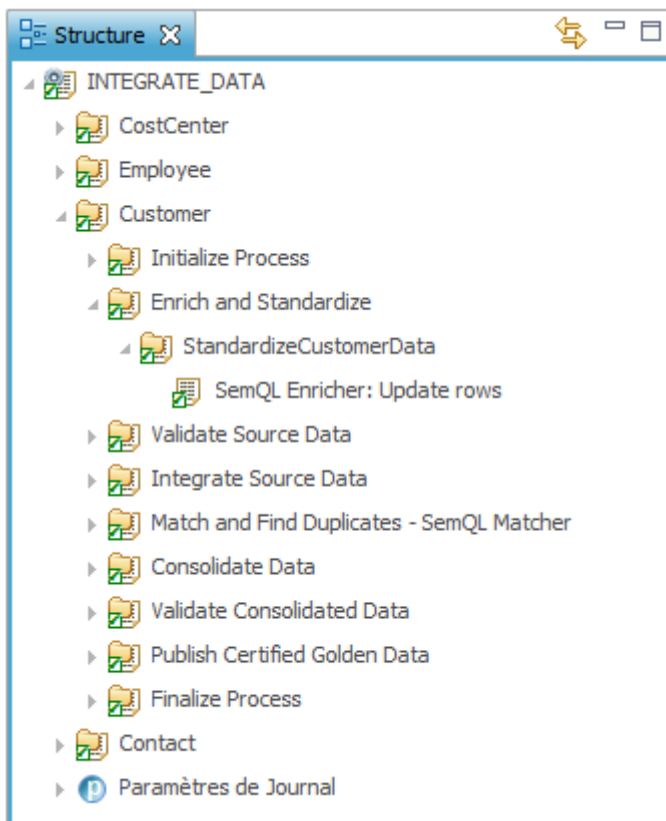 Structure
INTEGRATE_DATA
CostCenter
Employee
Customer
Initialize Process
Enrich and Standardize
StandardizeCustomerData
SemQL Enricher: Update rows
Validate Source Data
Integrate Source Data
Match and Find Duplicates - SemQL Matcher
Consolidate Data
Validate Consolidated Data
Publish Certified Golden Data
Finalize Process
Contact
Paramètres de Journal